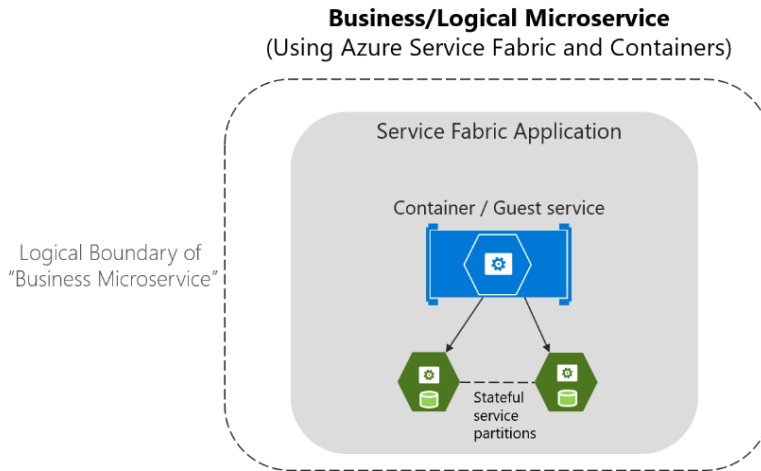 Business/Logical Microservice
(Using Azure Service Fabric and Containers)
Service Fabric Application
Container / Guest service
Logical Boundary of
"Business Microservice"
Stateful
service
partitions